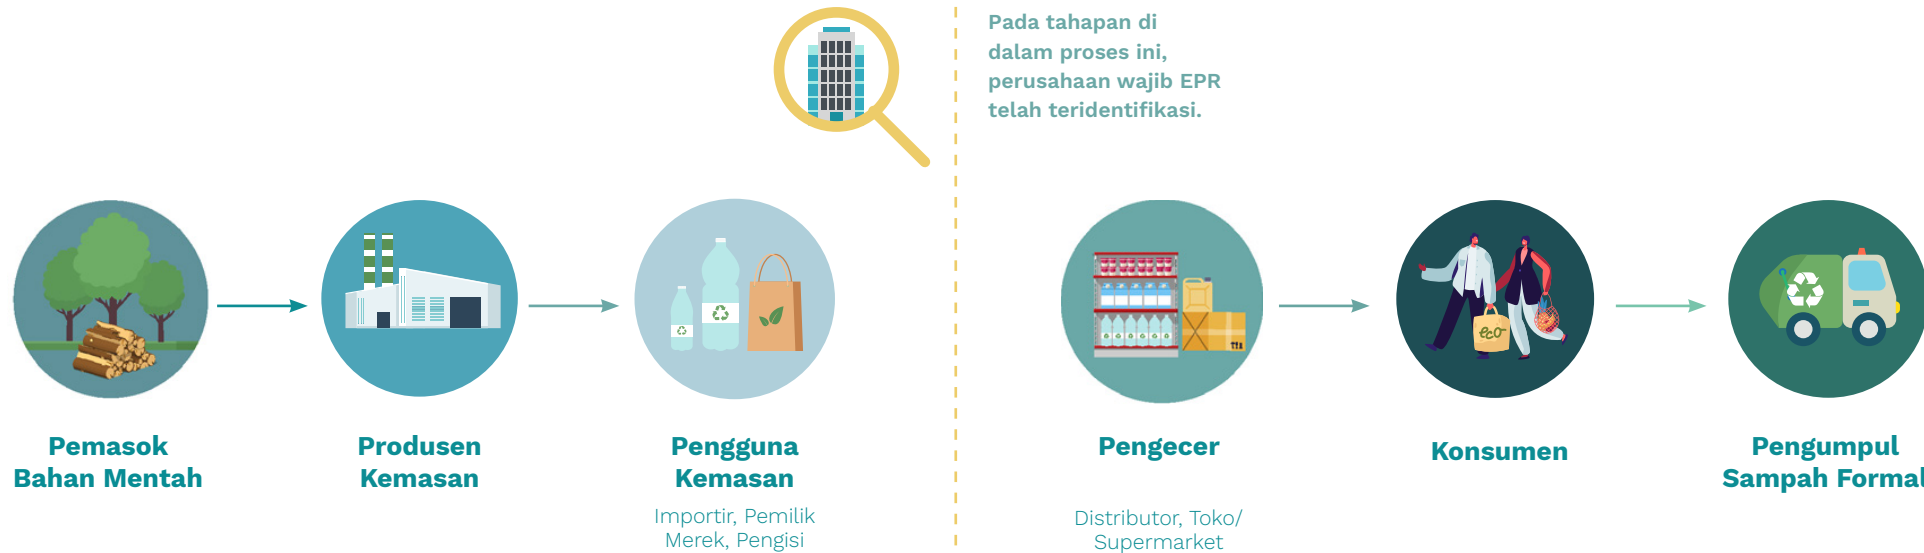 Pada tahapan di
dalam proses ini,
perusahaan wajib EPR
telah teridentifikasi.
eco
Pemasok
Bahan Mentah
Produsen
Kemasan
Pengguna
Kemasan
Importir, Pemilik
Merek, Pengisi
Pengecer
Distributor, Toko/
Supermarket
Konsumen
Pengumpul
Sampah Formal